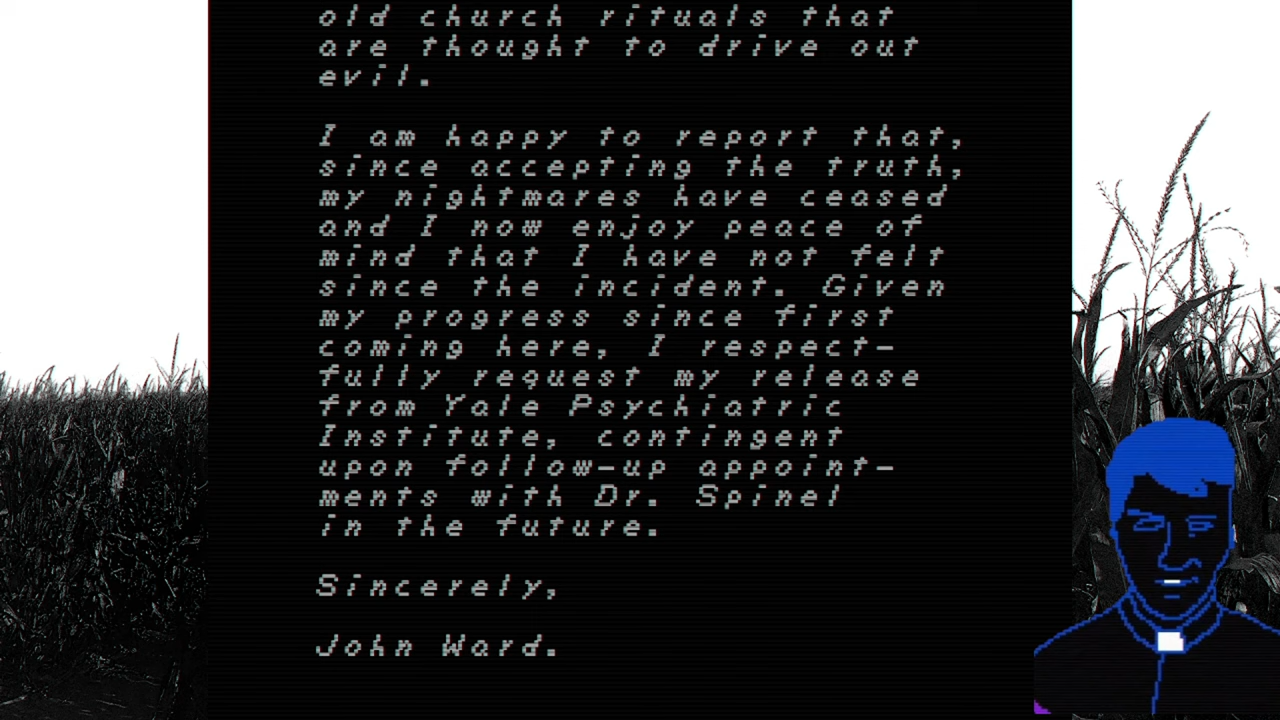 old church rituals that
are thought to drive out
evil.
I am happy to report that,
since accepting the truth,
my nightmares have ceased
and I now enjoy peace of
mind that I have not felt
since the incident. Given
my progress since first
coming here, I respect-
fully request my release
from Yale Psychiatric
Institute, contingent
upon follow-up appoint-
ments with Dr. Spinel
in the future.
Sincerely,
John Ward.